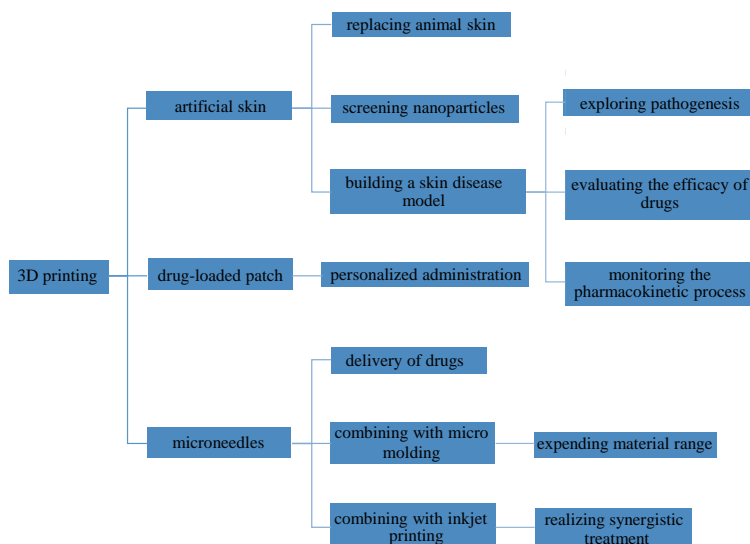 replacing animal skin
artificial skin
screening nanoparticles
exploring pathogenesis
building a skin disease
model
evaluating the efficacy of
drugs
3D printing
drug-loaded patch
personalized administration
monitoring the
pharmacokinetic process
delivery of drugs
microneedles
combining with micro
molding
expending material range
combining with inkjet
printing
realizing synergistic
treatment